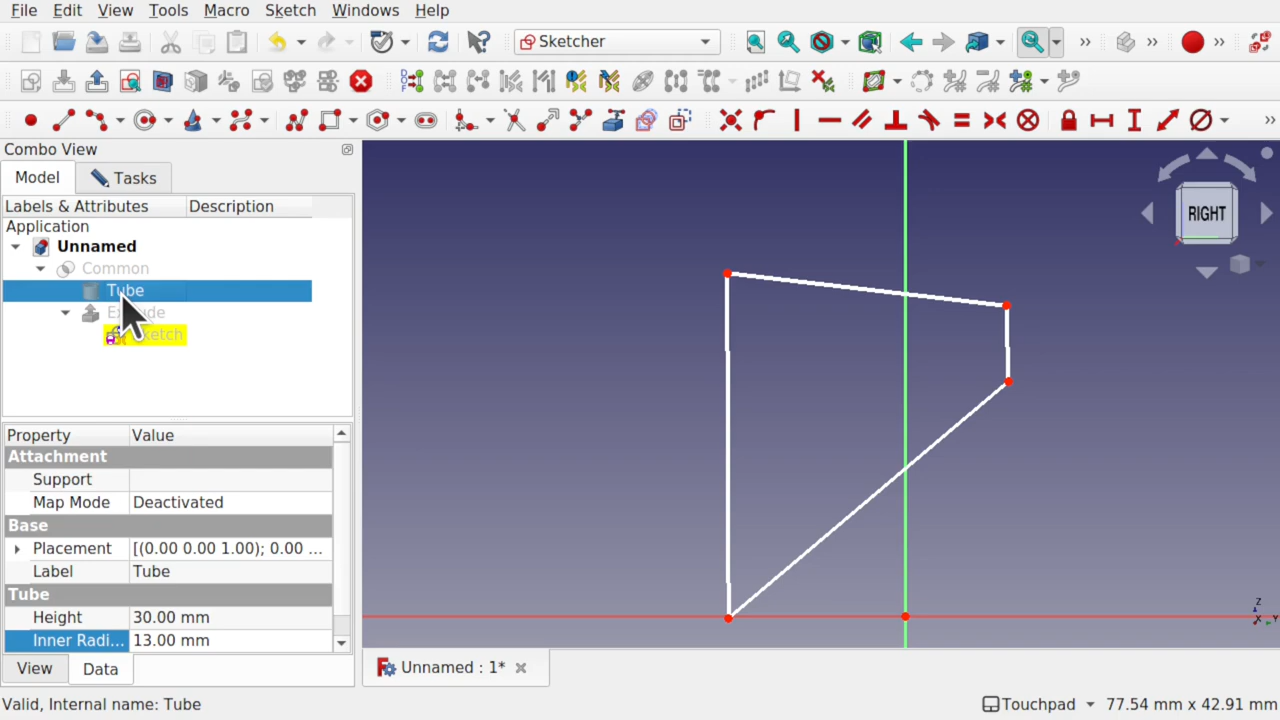 File Edit View Tools Macro Sketch Windows Help
Sketcher
Combo View
Model Tasks
Labels & Attributes Description
Application
Unnamed
Common
Tube
Sketch
RIGHT
Property Value
Attachment
Support
Map Mode Deactivated
Base
Placement [(0.00 0.00 1.00); 0.00 ...
Label Tube
Tube
Height 30.00 mm
Inner Radi... 13.00 mm
View Data
Unnamed : 1*
Z
X Y
Valid, Internal name: Tube
Touchpad 77.54 mm x 42.91 mm